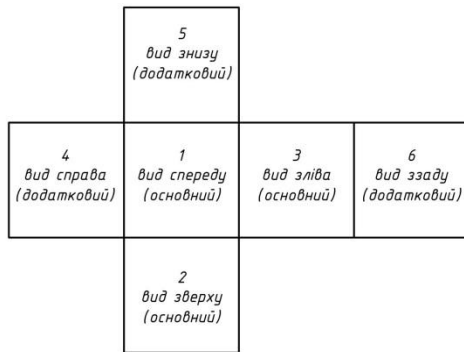 5
вид знизу
(додатковий)
4
вид справа
(додатковий)
1
вид спереду
(основний)
3
вид зліва
(основний)
6
вид ззаду
(додатковий)
2
вид зверху
(основний)